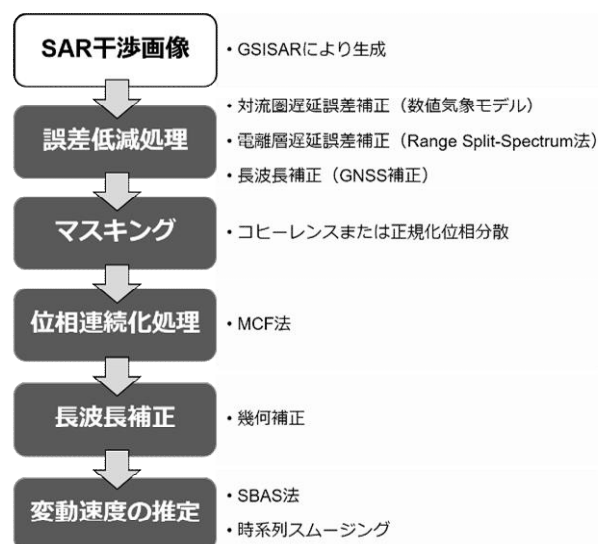 SAR干渉画像
・GSISARにより生成
誤差低減処理
・対流圏遅延誤差補正（数値気象モデル）
・電離層遅延誤差補正（Range Split-Spectrum法）
・長波長補正（GNSS補正）
マスキング
・コヒーレンスまたは正規化位相分散
位相連続化処理
・MCF法
長波長補正
・幾何補正
変動速度の推定
・SBAS法
・時系列スムージング